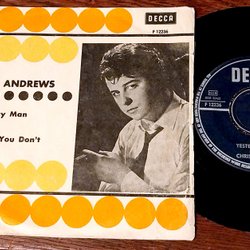 DECCA
F 12236
ANDREWS
y Man
You Don't
DEC
F 12236
YESTE
CHRIS